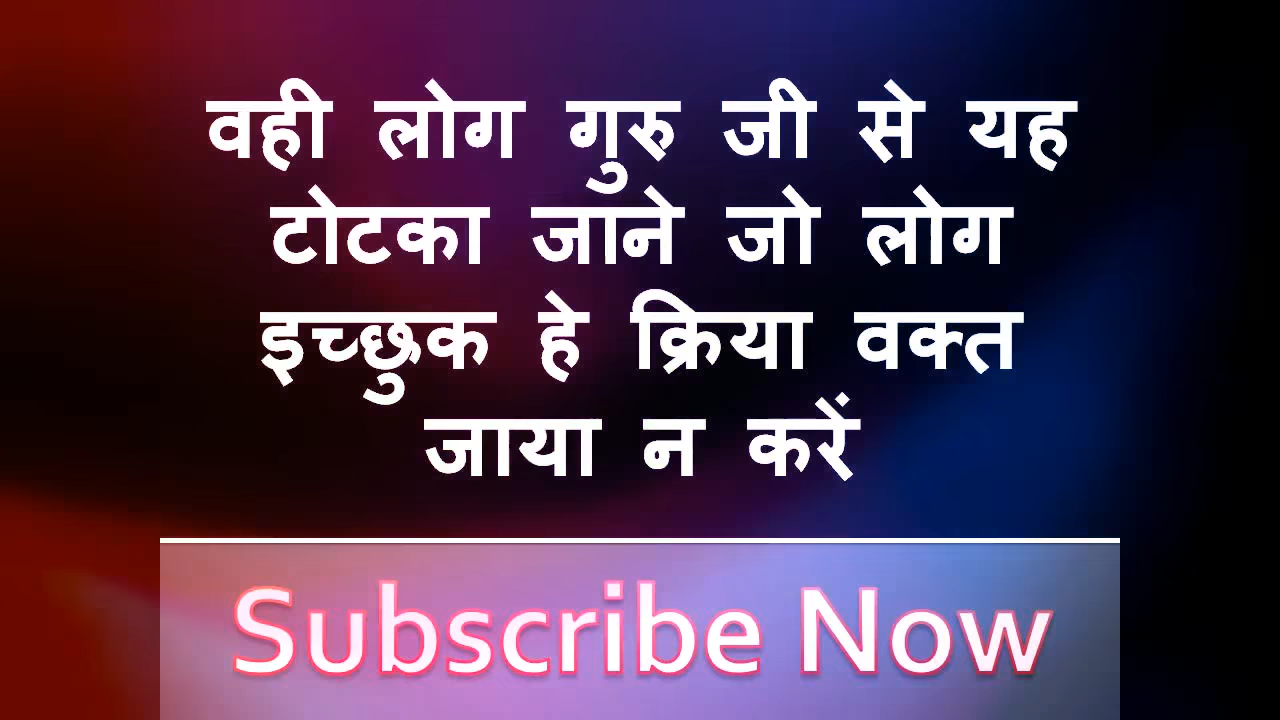 वही लोग गुरु जी से यह
टोटका जाने जो लोग
इच्छुक हे क्रिया वक्त
जाया न करें
Subscribe Now